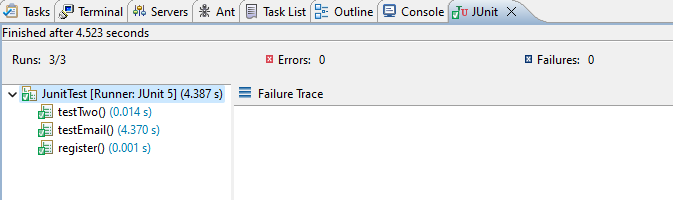 Tasks Terminal Servers Ant Task List Outline Console JUnit
Finished after 4.523 seconds
Runs: 3/3 Errors: 0 Failures: 0
JunitTest [Runner: JUnit 5] (4.387 s)
Failure Trace
testTwo() (0.014 s)
testEmail() (4.370 s)
register() (0.001 s)